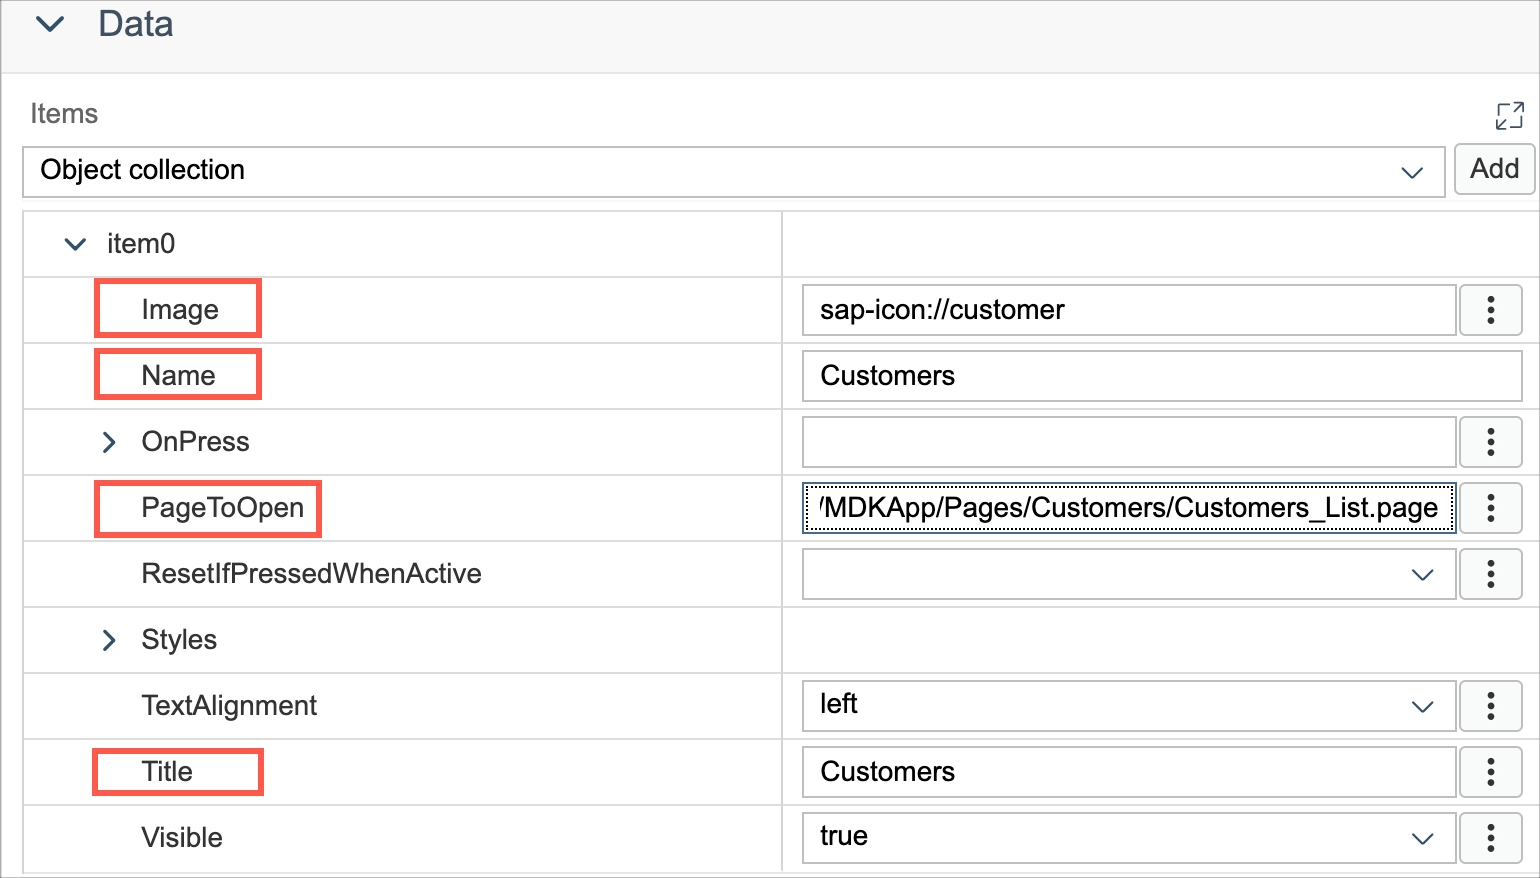 Data
Items
Object collection
Add
item0
Image
sap-icon://customer
Name
Customers
OnPress
PageToOpen
/MDKApp/Pages/Customers/Customers_List.page
ResetIfPressedWhenActive
Styles
TextAlignment
left
Title
Customers
Visible
true